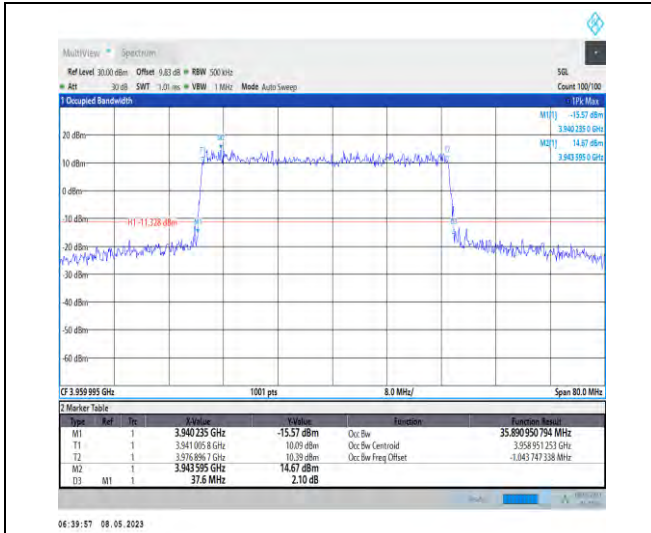 MultiView Spectrum
Ref Level 30.00 dBm Offset 9.83 dB RBW 500 kHz SGL
Att 30 dB SWT 1.01 ms VBW 1 MHz Mode Auto Sweep Count 100/100
1 Occupied Bandwidth 1Pk Max
M1[1] -15.57 dBm
3.940 235 0 GHz
M2[1] 14.67 dBm
3.943 595 0 GHz
20 dBm
10 dBm
0 dBm
-10 dBm
H1 -11.328 dBm
-20 dBm
-30 dBm
-40 dBm
-50 dBm
-60 dBm
CF 3.959 995 GHz 1001 pts 8.0 MHz/ Span 80.0 MHz
2 Marker Table
Type Ref Trc X-Value Y-Value Function Function Result
M1 1 3.940 235 GHz -15.57 dBm Occ Bw 35.890 950 794 MHz
T1 1 3.941 005 8 GHz 10.09 dBm Occ Bw Centroid 3.958 951 253 GHz
T2 1 3.976 896 7 GHz 10.39 dBm Occ Bw Freq Offset -1.043 747 338 MHz
M2 1 3.943 595 GHz 14.67 dBm
D3 M1 1 37.6 MHz 2.10 dB
06:39:57 08.05.2023